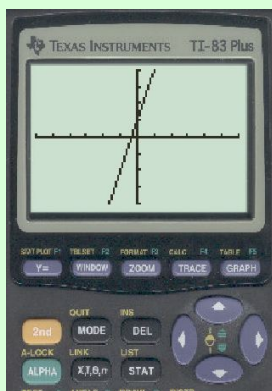 TEXAS INSTRUMENTS TI-83 Plus
STAT PLOT F1 TBLSET F2 FORMAT F3 CALC F4 TABLE F5
Y= WINDOW ZOOM TRACE GRAPH
QUIT INS
2nd MODE DEL
A-LOCK LINK LIST
ALPHA X,T,θ,n STAT